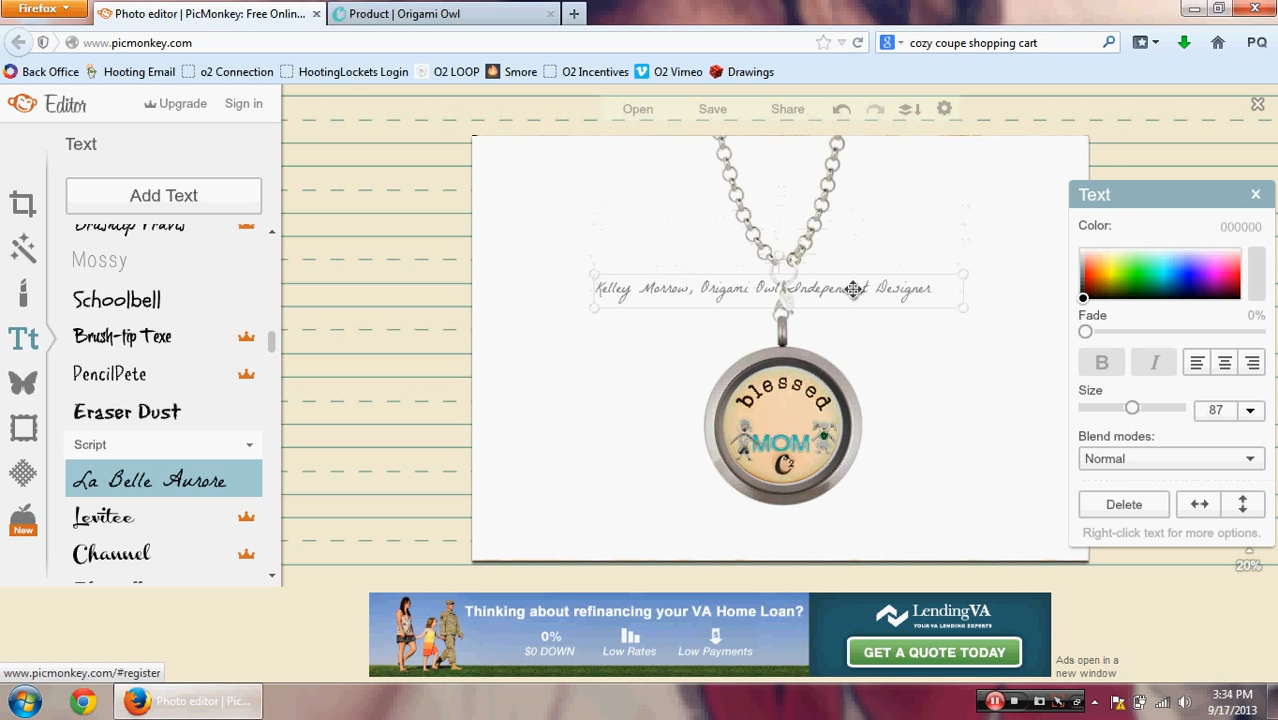 Firefox
Photo editor | PicMonkey: Free Onlin...
Product | Origami Owl
www.picmonkey.com
cozy coupe shopping cart
PQ
Back Office
Hooting Email
o2 Connection
HootingLockets Login
O2 LOOP
Smore
O2 Incentives
O2 Vimeo
Drawings
Editor
Upgrade
Sign in
Open
Save
Share
Text
Add Text
Mossy
Schoolbell
Brush-tip Texe
PencilPete
Eraser Dust
Script
La Belle Aurore
Levitee
Channel
Tt
New
Kelley Morrow, Origami Owl Independent Designer
blessed
MOM
C2
Text
Color:
000000
Fade
0%
B
I
Size
87
Blend modes:
Normal
Delete
Right-click text for more options.
20%
Thinking about refinancing your VA Home Loan?
0%
$0 DOWN
Low Rates
Low Payments
LendingVA
YOUR VA LENDING EXPERTS
GET A QUOTE TODAY
Ads open in a
new window
www.picmonkey.com/#register
Photo editor | Pic...
3:34 PM
9/17/2013